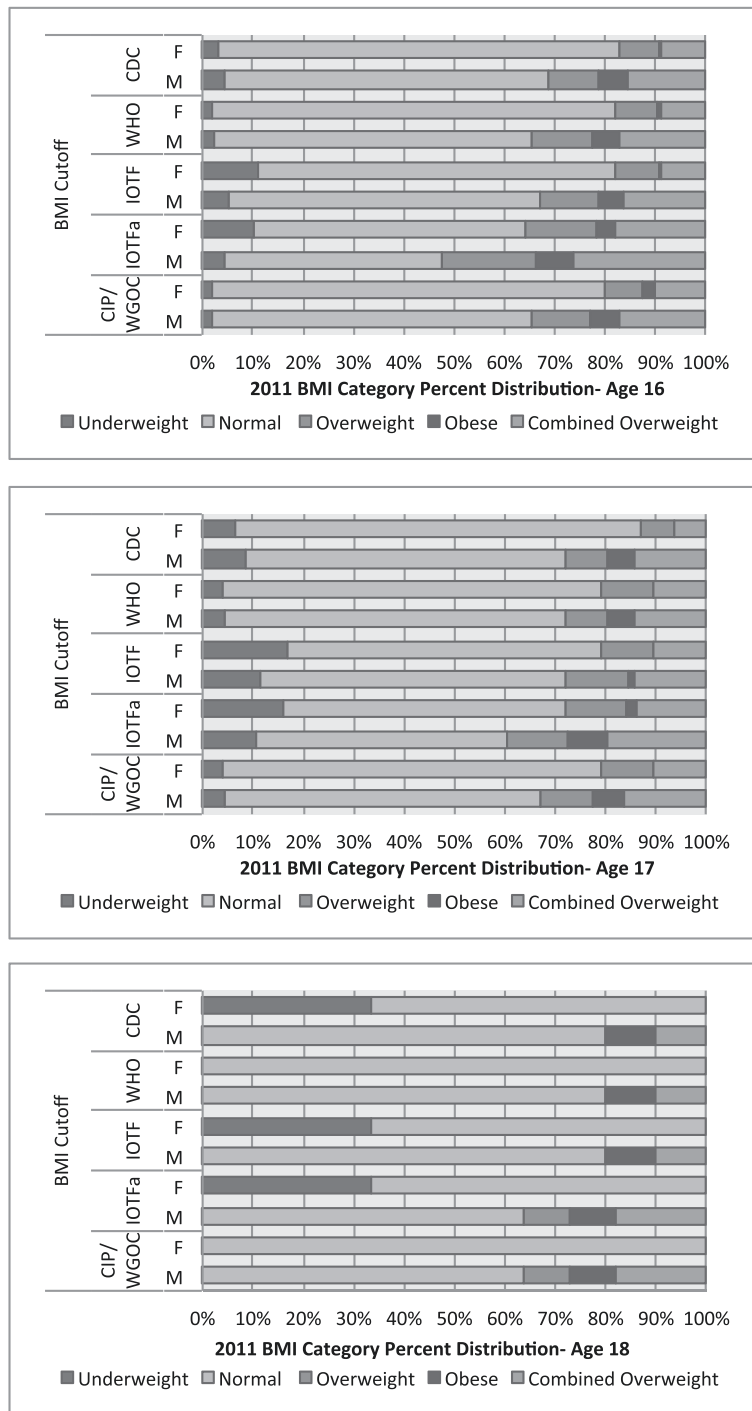 BMI Cutoff
CDC
F
M
WHO
F
M
IOTF
F
M
IOTFa
F
M
CIP/
WGOC
F
M
0% 10% 20% 30% 40% 50% 60% 70% 80% 90% 100%
2011 BMI Category Percent Distribution- Age 16
Underweight Normal Overweight Obese Combined Overweight
BMI Cutoff
CDC
F
M
WHO
F
M
IOTF
F
M
IOTFa
F
M
CIP/
WGOC
F
M
0% 10% 20% 30% 40% 50% 60% 70% 80% 90% 100%
2011 BMI Category Percent Distribution- Age 17
Underweight Normal Overweight Obese Combined Overweight
BMI Cutoff
CDC
F
M
WHO
F
M
IOTF
F
M
IOTFa
F
M
CIP/
WGOC
F
M
0% 10% 20% 30% 40% 50% 60% 70% 80% 90% 100%
2011 BMI Category Percent Distribution- Age 18
Underweight Normal Overweight Obese Combined Overweight